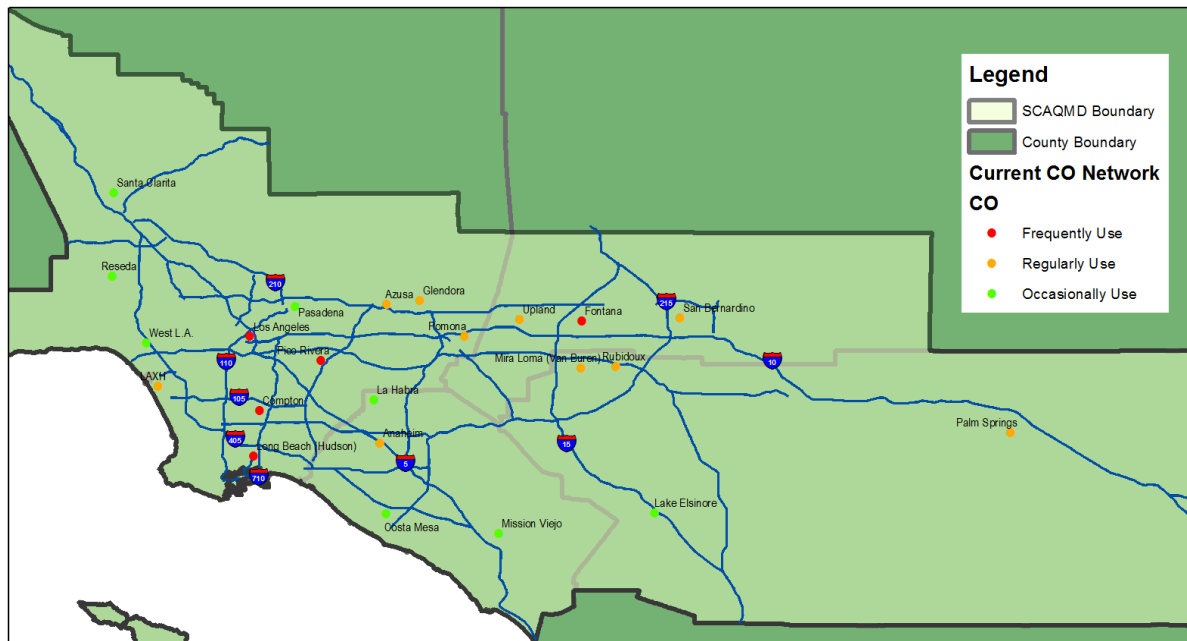 Legend
SCAQMD Boundary
County Boundary
Current CO Network
CO
Frequently Use
Regularly Use
Occasionally Use
Santa Clarita
Reseda
210
Azusa
Glendora
Pasadena
215
San Bernardino
Upland
Fontana
West L.A.
Los Angeles
Pomona
Pico Rivera
110
Mira Loma (Van Buren)
Rubidoux
10
LAXH
La Habra
105
Compton
Palm Springs
405
Anaheim
15
Long Beach (Hudson)
5
710
Lake Elsinore
Costa Mesa
Mission Viejo